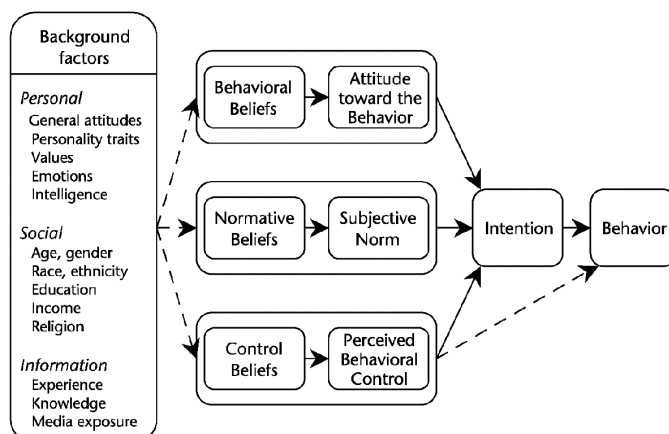 Background
factors
Personal
General attitudes
Personality traits
Values
Emotions
Intelligence
Social
Age, gender
Race, ethnicity
Education
Income
Religion
Information
Experience
Knowledge
Media exposure
Behavioral
Beliefs
Attitude
toward the
Behavior
Normative
Beliefs
Subjective
Norm
Control
Beliefs
Perceived
Behavioral
Control
Intention
Behavior